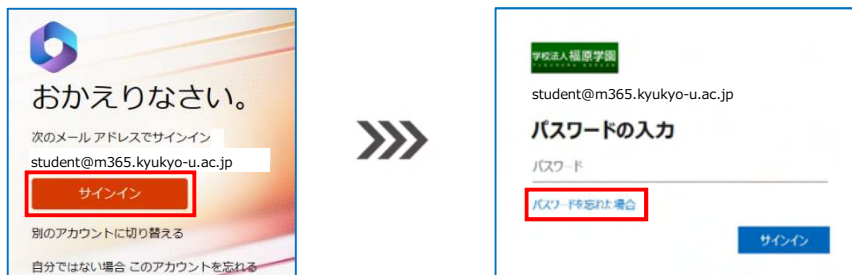 おかえりなさい。
次のメール アドレスでサインイン
student@m365.kyukyo-u.ac.jp
サインイン
別のアカウントに切り替える
自分ではない場合 このアカウントを忘れる
学校法人福原学園
student@m365.kyukyo-u.ac.jp
パスワードの入力
パスワード
パスワードを忘れた場合
サインイン